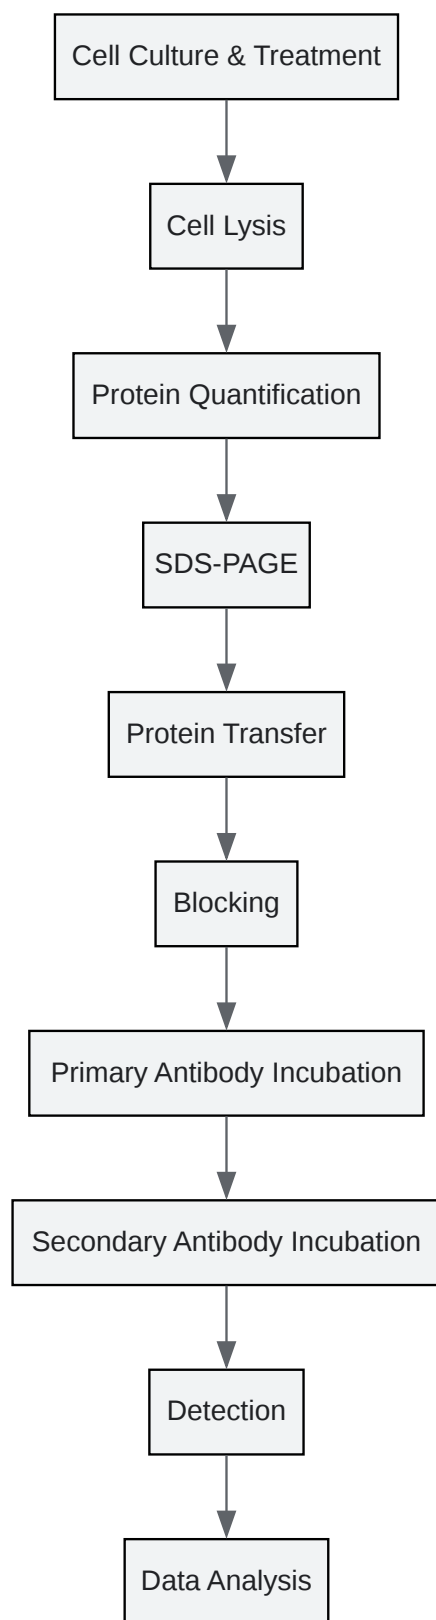 Cell Culture & Treatment
Cell Lysis
Protein Quantification
SDS-PAGE
Protein Transfer
Blocking
Primary Antibody Incubation
Secondary Antibody Incubation
Detection
Data Analysis